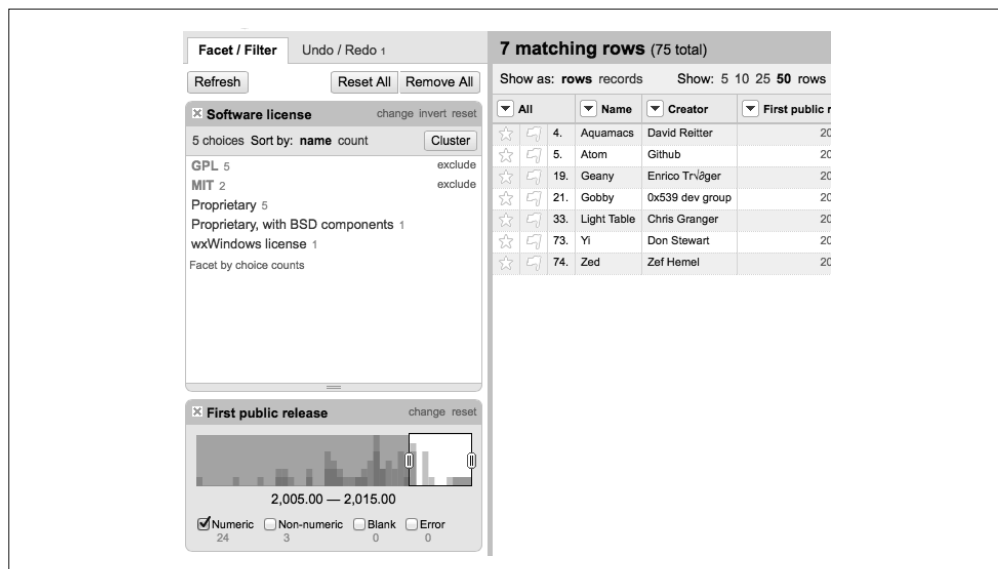 Facet / Filter Undo / Redo 1
Refresh Reset All Remove All
Software license change invert reset
5 choices Sort by: name count Cluster
GPL 5 exclude
MIT 2 exclude
Proprietary 5
Proprietary, with BSD components 1
wxWindows license 1
Facet by choice counts
First public release change reset
2,005.00 — 2,015.00
Numeric Non-numeric Blank Error
24 3 0 0
7 matching rows (75 total)
Show as: rows records Show: 5 10 25 50 rows
All Name Creator First public r
4. Aquamacs David Reitter 20
5. Atom Github 20
19. Geany Enrico Tr√∂ger 20
21. Gobby 0x539 dev group 20
33. Light Table Chris Granger 20
73. Yi Don Stewart 20
74. Zed Zef Hemel 20